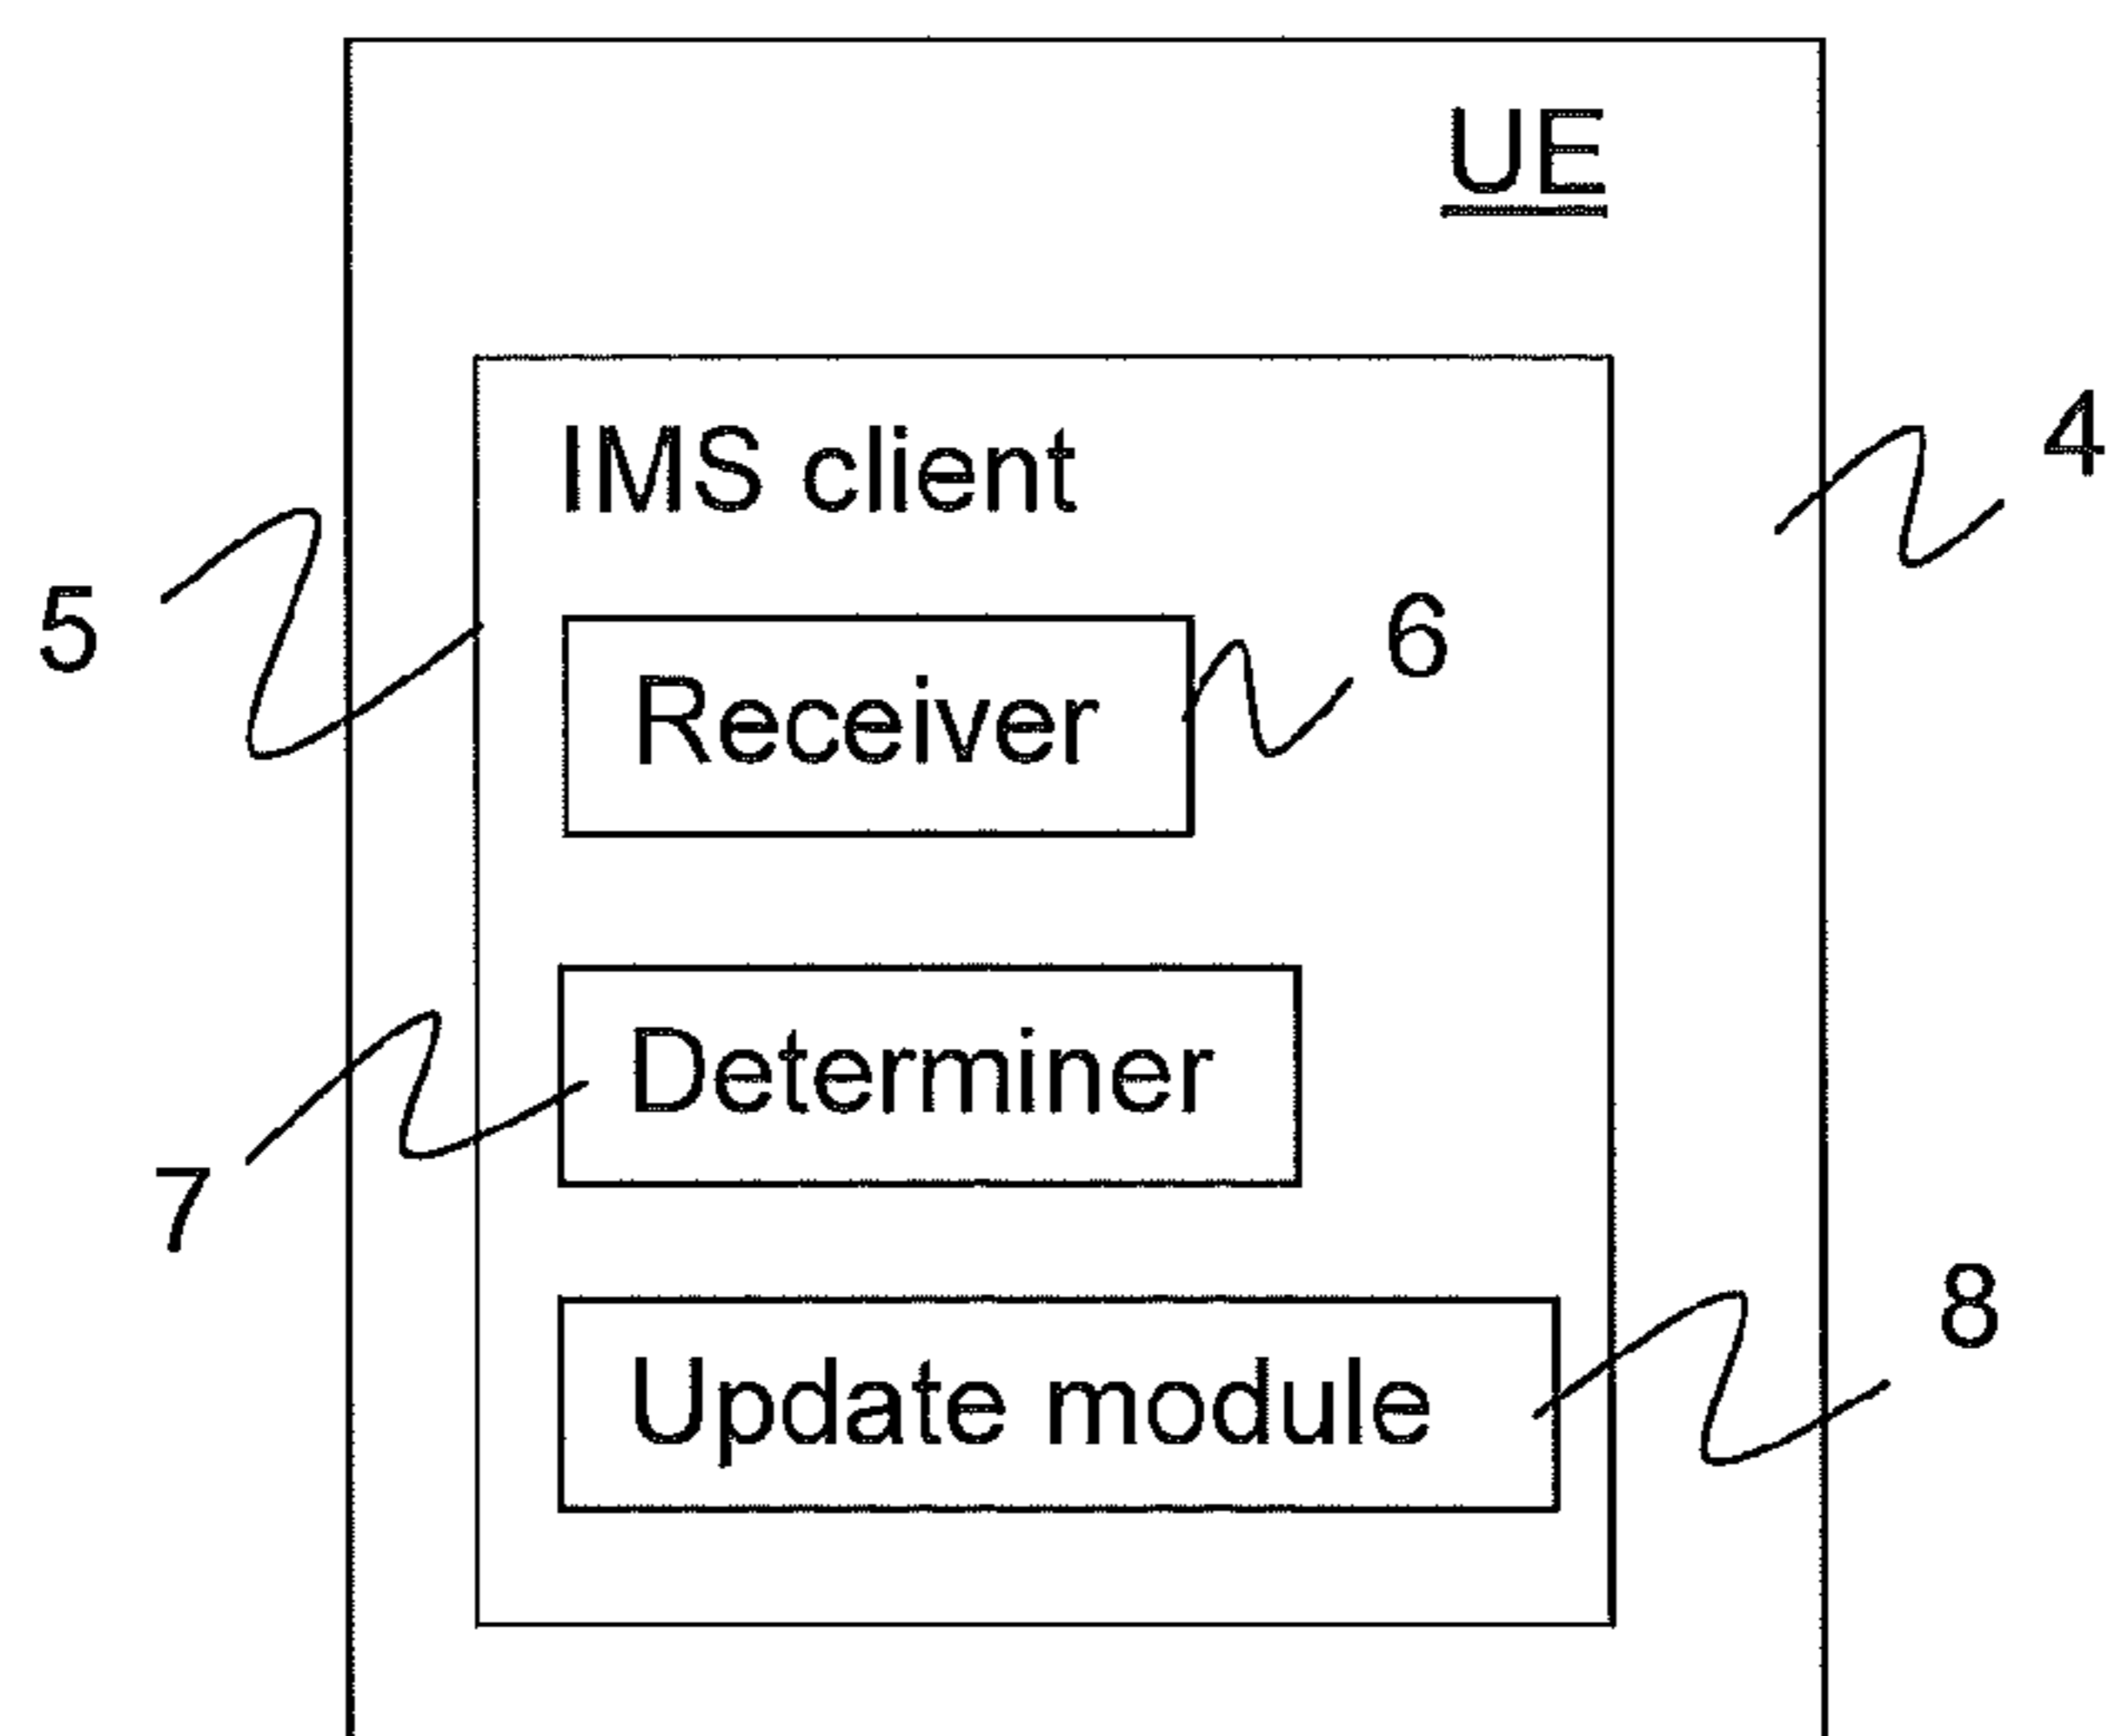 UE
4
IMS client
5
6
Receiver
Determiner
7
8
Update module